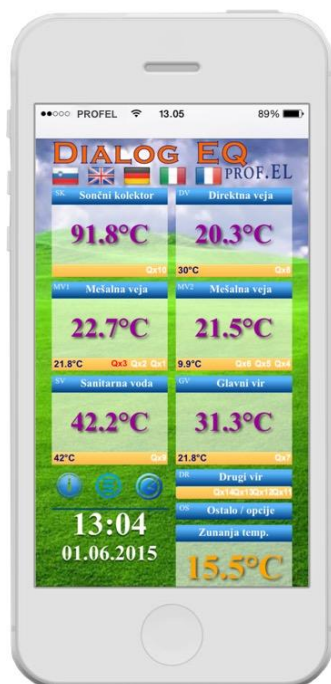 PROFEL 13.05 89%
DIALOG EQ
PROF.EL
SK Sončni kolektor
91.8°C
Qx10
DV Direktna veja
20.3°C
30°C Qx8
MV1 Mešalna veja
22.7°C
21.8°C Qx3 Qx2 Qx1
MV2 Mešalna veja
21.5°C
9.9°C Qx6 Qx5 Qx4
SV Sanitarna voda
42.2°C
42°C Qx9
GV Glavni vir
31.3°C
21.8°C Qx7
DR Drugi vir
Qx14Qx13Qx12Qx11
OS Ostalo / opcije
13:04
01.06.2015
Zunanja temp.
15.5°C